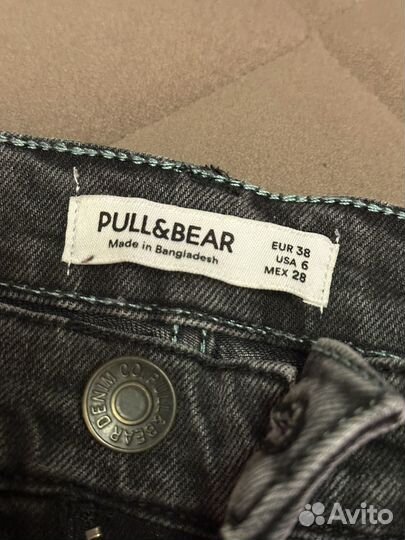 PULL&BEAR
Made in Bangladesh
EUR 38
USA 6
MEX 28
PULL&BEAR DENIM CO.
Avito